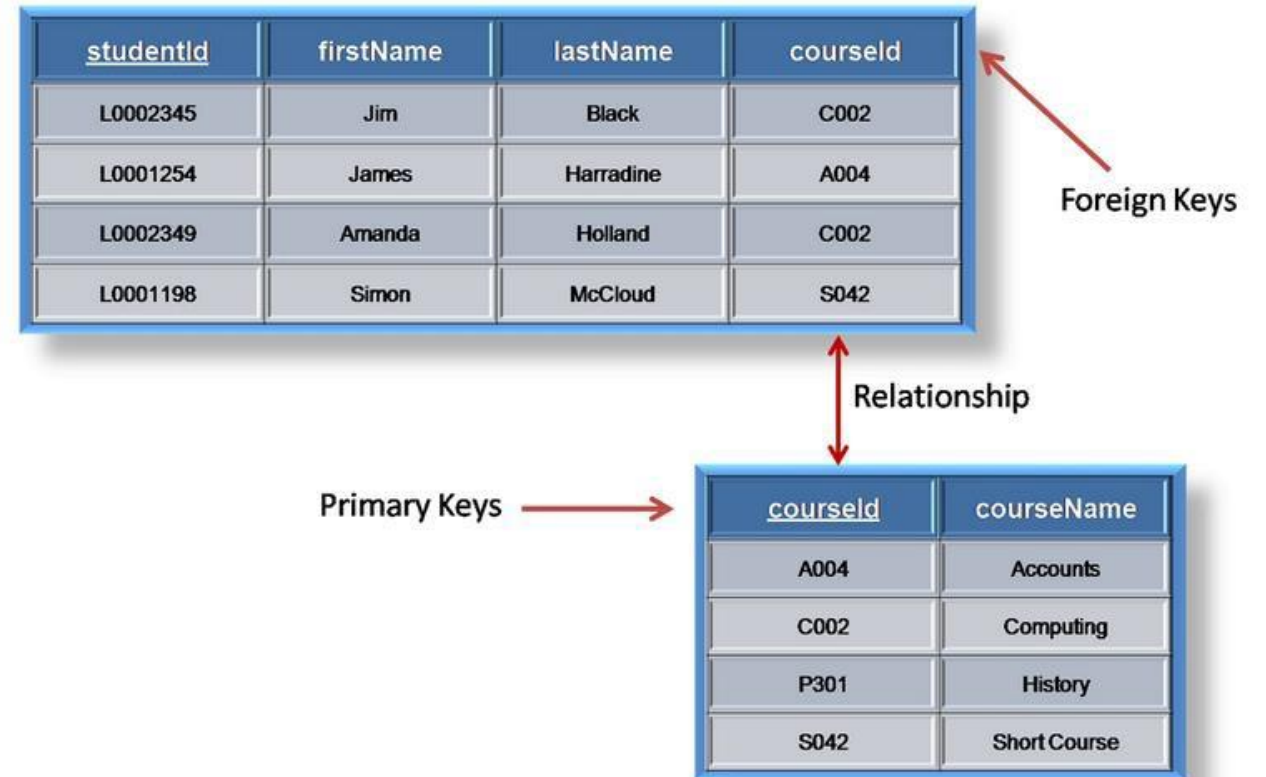 studentId firstName lastName courseId
L0002345 Jim Black C002
L0001254 James Harradine A004
L0002349 Amanda Holland C002
L0001198 Simon McCloud S042
Foreign Keys
Relationship
Primary Keys
courseId courseName
A004 Accounts
C002 Computing
P301 History
S042 Short Course